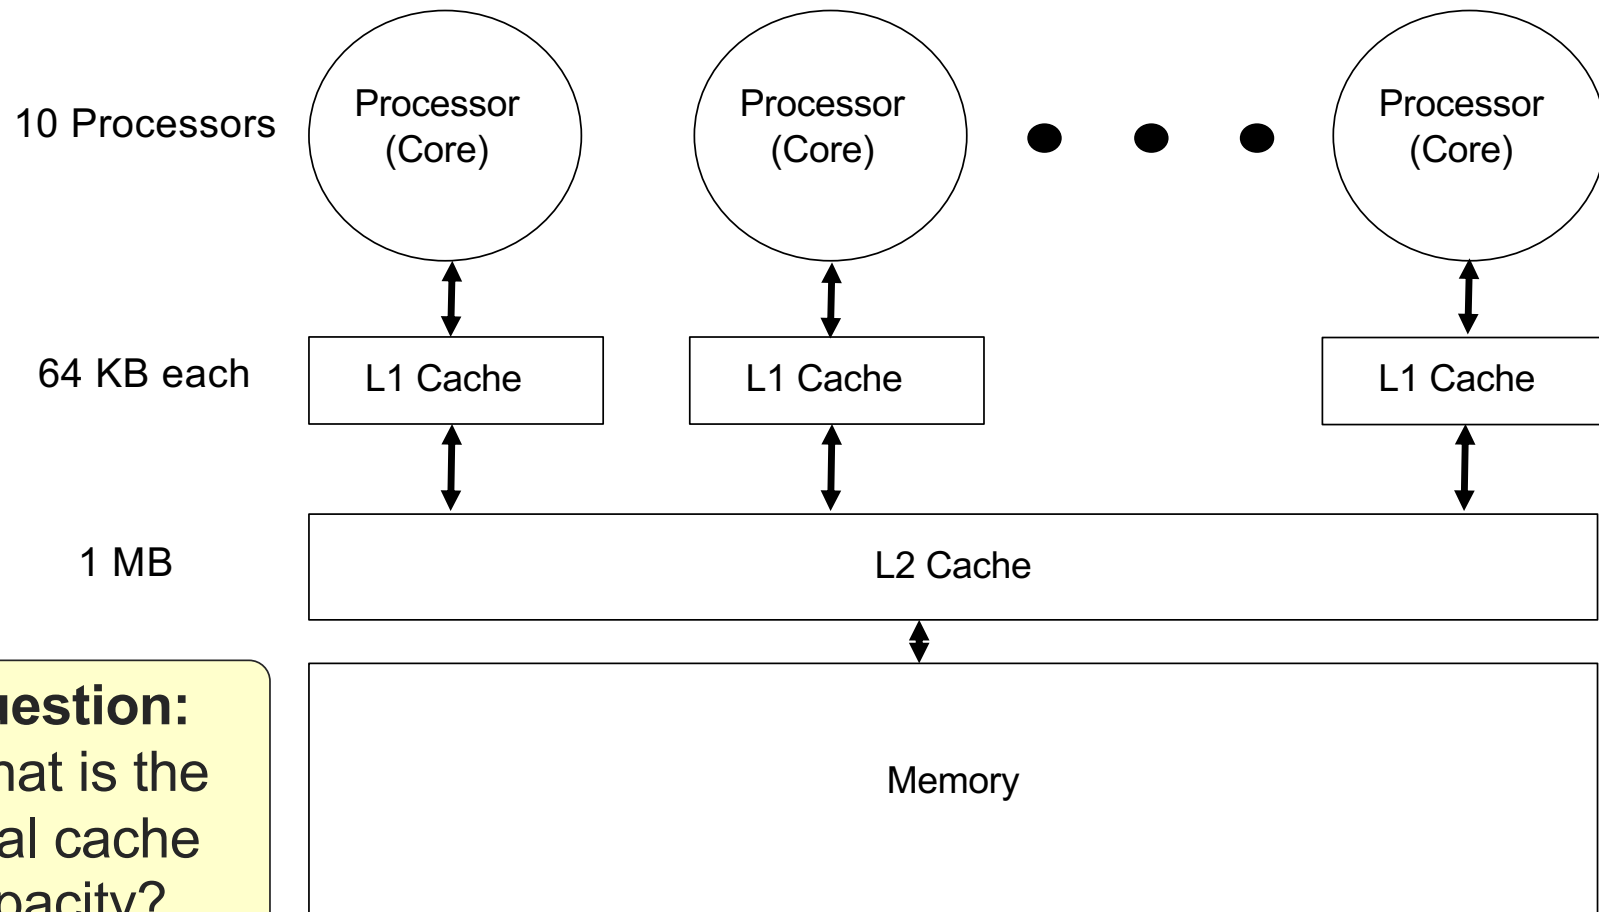 10 Processors
Processor
(Core)
Processor
(Core)
Processor
(Core)
64 KB each
L1 Cache
L1 Cache
L1 Cache
1 MB
L2 Cache
uestion:
hat is the
al cache
pacity?
Memory